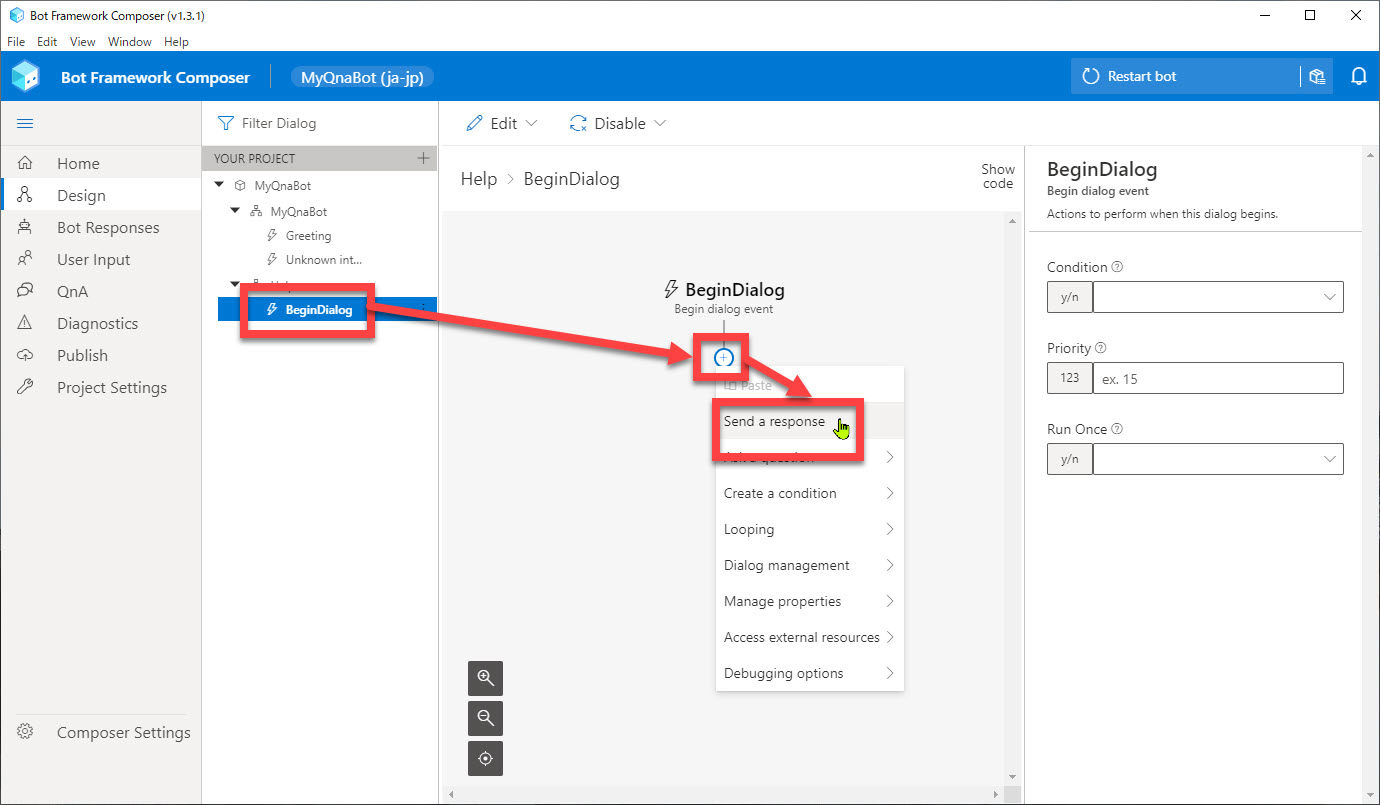 Bot Framework Composer (v1.3.1)
File Edit View Window Help
Bot Framework Composer MyQnaBot (ja-jp) Restart bot
Home
Design
Bot Responses
User Input
QnA
Diagnostics
Publish
Project Settings
Composer Settings
Filter Dialog
YOUR PROJECT
MyQnaBot
MyQnaBot
Greeting
Unknown int...
BeginDialog
Edit Disable
Help > BeginDialog
Show
code
BeginDialog
Begin dialog event
Paste
Send a response
Ask a question
Create a condition
Looping
Dialog management
Manage properties
Access external resources
Debugging options
BeginDialog
Begin dialog event
Actions to perform when this dialog begins.
Condition
y/n
Priority
123 ex. 15
Run Once
y/n